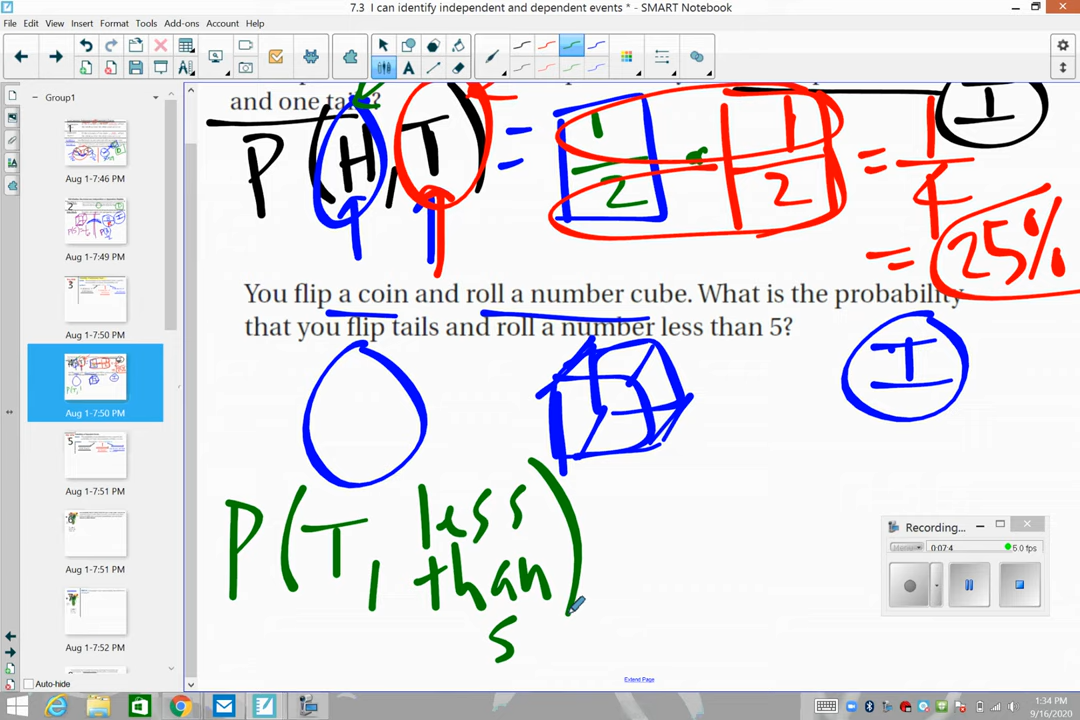 7.3 I can identify independent and dependent events * - SMART Notebook
File Edit View Insert Format Tools Add-ons Account Help
Group1
Aug 1-7:46 PM
Aug 1-7:49 PM
Aug 1-7:50 PM
Aug 1-7:50 PM
Aug 1-7:51 PM
Aug 1-7:51 PM
Aug 1-7:52 PM
Auto-hide
and one tails?
I
P (H, T) = 1/2 · 1/2 = 1/4
= 25%
You flip a coin and roll a number cube. What is the probability
that you flip tails and roll a number less than 5?
I
P(T, less
than)
5
Recording...
0:07:4
5.0 fps
Extend Page
1:34 PM
9/16/2020